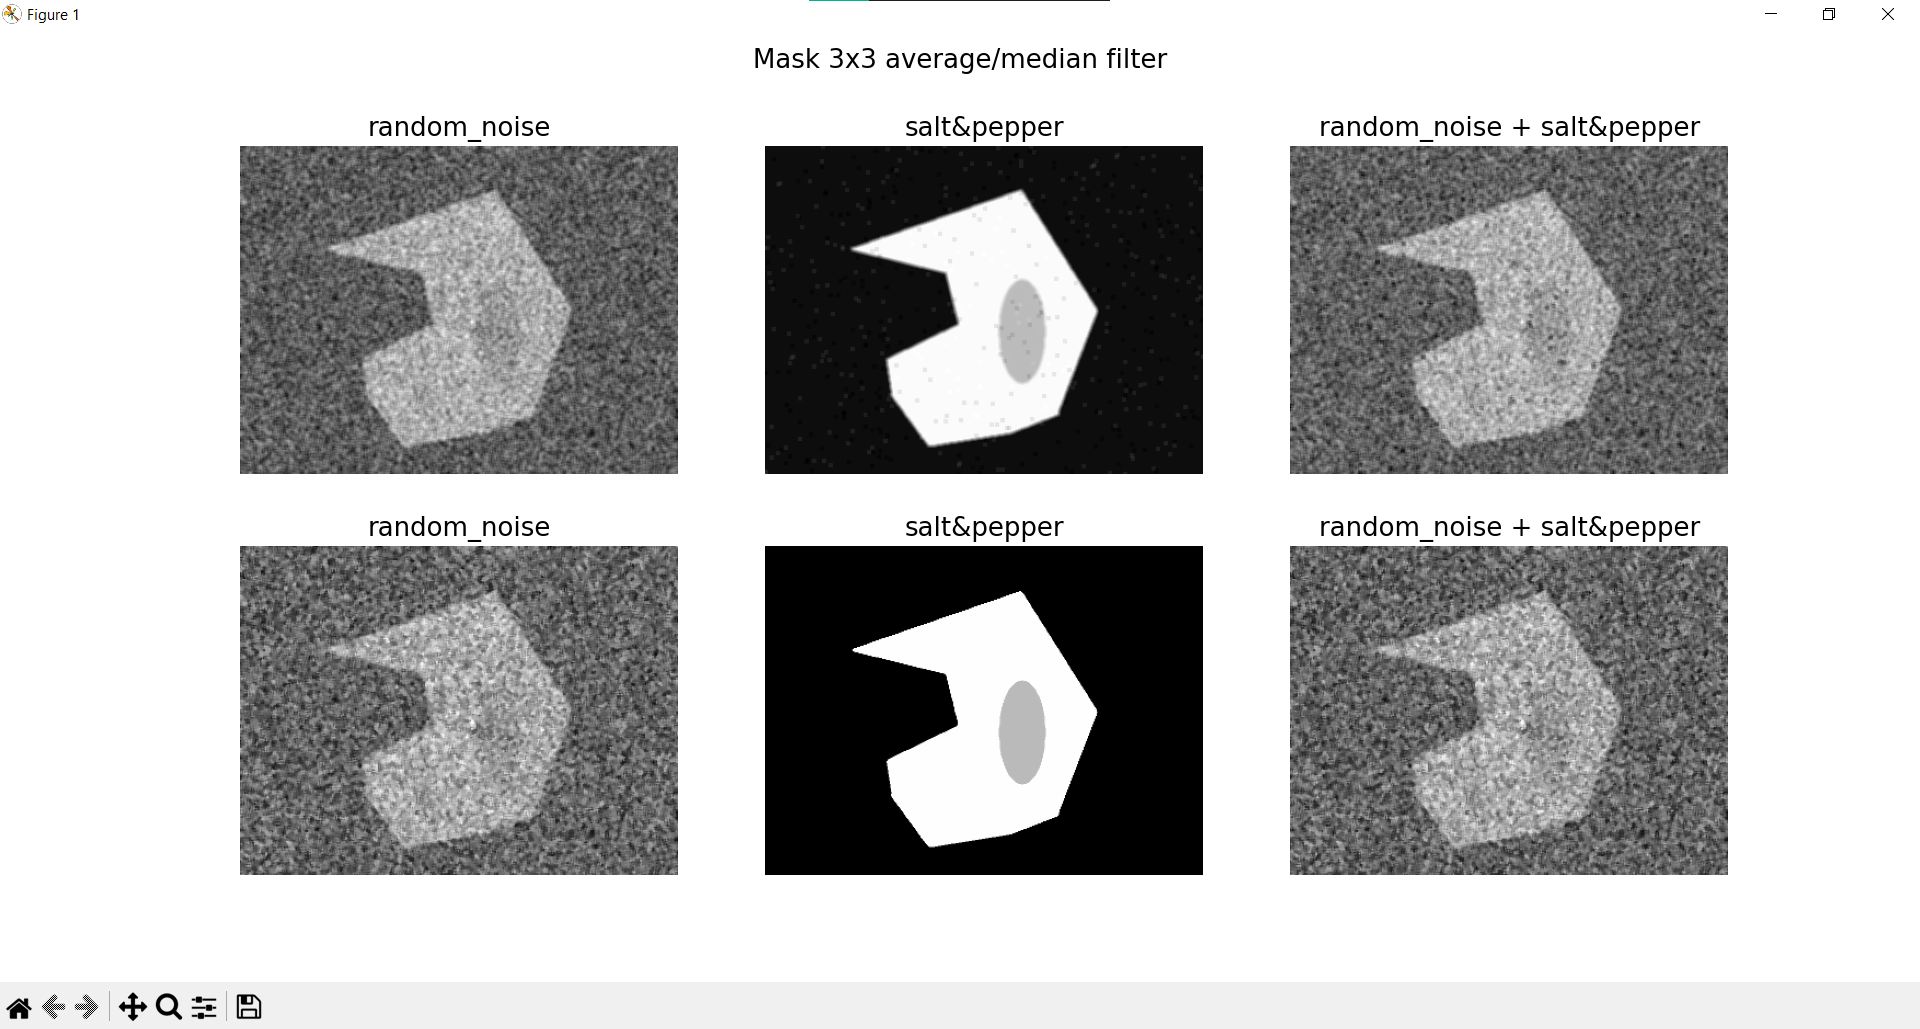 Figure 1
Mask 3x3 average/median filter
random_noise
salt&pepper
random_noise + salt&pepper
random_noise
salt&pepper
random_noise + salt&pepper